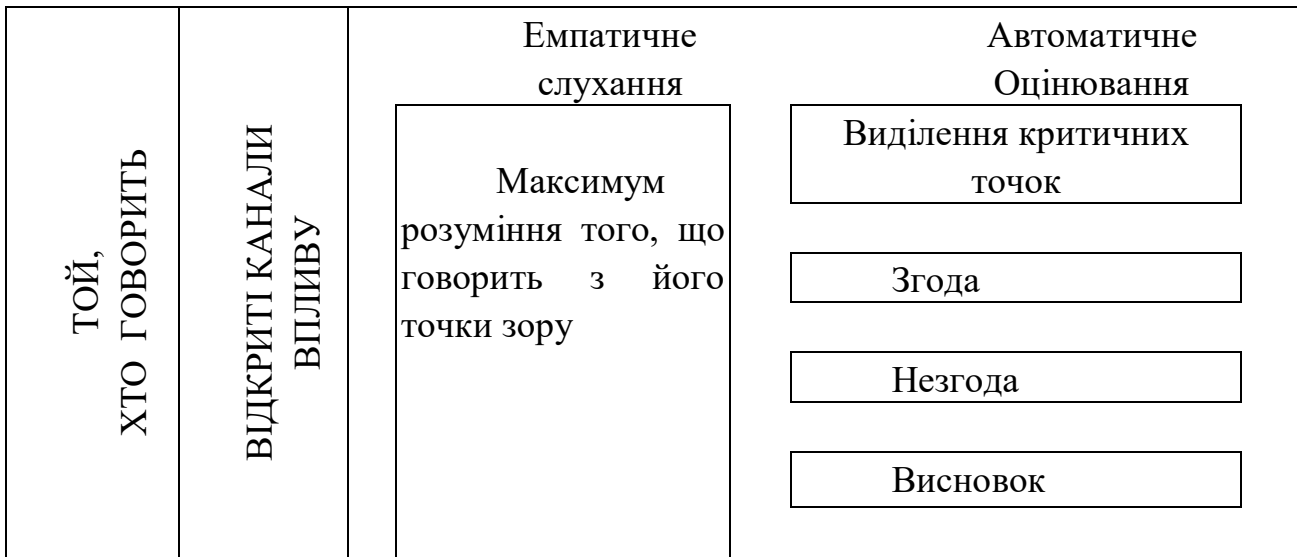 ТОЙ,
ХТО ГОВОРИТЬ
ВІДКРИТІ КАНАЛИ
ВПЛИВУ
Емпатичне
слухання
Максимум
розуміння того, що
говорить з його
точки зору
Автоматичне
Оцінювання
Виділення критичних
точок
Згода
Незгода
Висновок